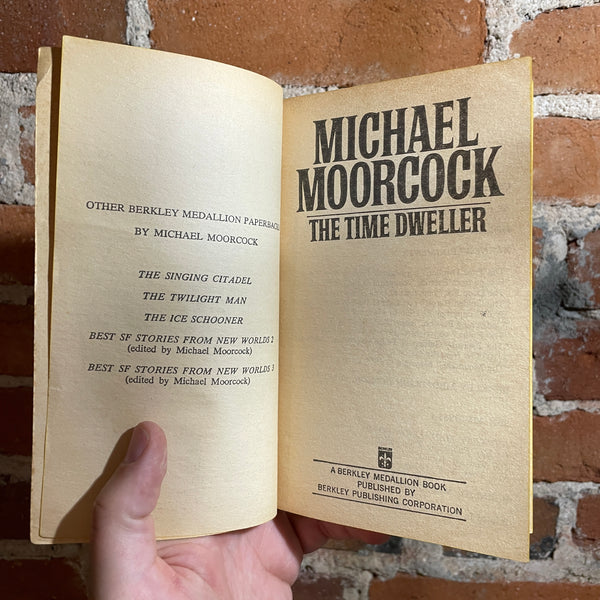 OTHER BERKLEY MEDALLION PAPERBACKS
BY MICHAEL MOORCOCK
THE SINGING CITADEL
THE TWILIGHT MAN
THE ICE SCHOONER
BEST SF STORIES FROM NEW WORLDS 2
(edited by Michael Moorcock)
BEST SF STORIES FROM NEW WORLDS 3
(edited by Michael Moorcock)
MICHAEL
MOORCOCK
THE TIME DWELLER
A BERKLEY MEDALLION BOOK
PUBLISHED BY
BERKLEY PUBLISHING CORPORATION